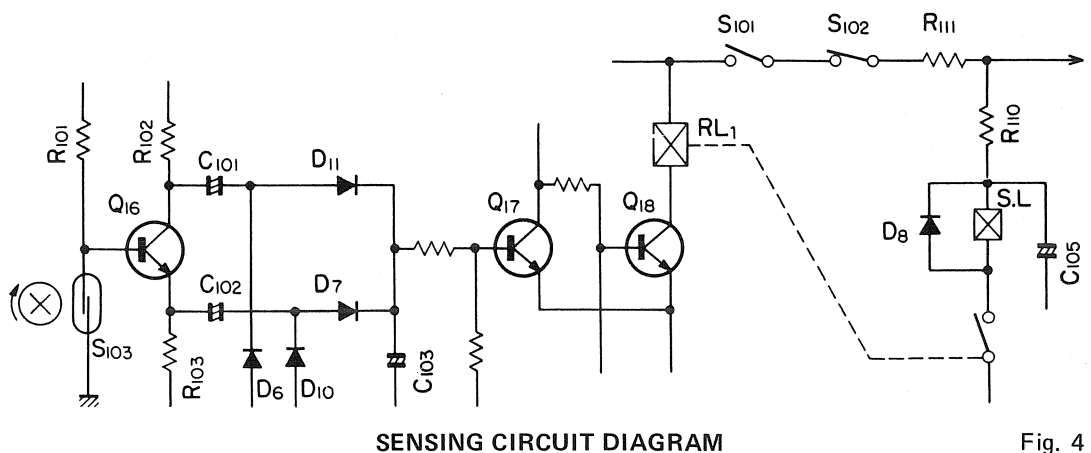 S101
S102
R111
R101
R102
C101
D11
Q16
Q17
Q18
RL1
R110
S.L
D8
C105
C102
D7
S103
R103
D6
D10
C103
SENSING CIRCUIT DIAGRAM
Fig. 4